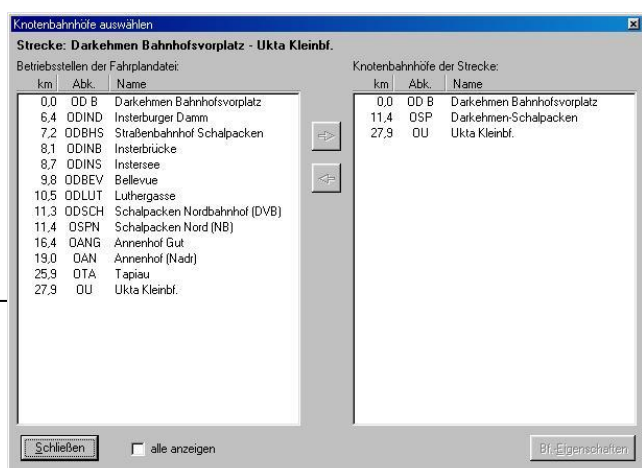 Knotenbahnhöfe auswählen
Strecke: Darkehmen Bahnhofsvorplatz - Ukta Kleinbf.
Betriebsstellen der Fahrplandatei:
km Abk. Name
0,0 OD B Darkehmen Bahnhofsvorplatz
6,4 ODIND Insterburger Damm
7,2 ODBHS Straßenbahnhof Schalpacken
8,1 ODINB Insterbrücke
8,7 ODINS Instersee
9,8 ODBEV Bellevue
10,5 ODLUT Luthergasse
11,3 ODSCH Schalpacken Nordbahnhof (DVB)
11,4 OSPN Schalpacken Nord (NB)
16,4 OANG Annenhof Gut
19,0 OAN Annenhof (Nadr)
25,9 OTA Tapiau
27,9 OU Ukta Kleinbf.
Knotenbahnhöfe der Strecke:
km Abk. Name
0,0 OD B Darkehmen Bahnhofsvorplatz
11,4 OSP Darkehmen-Schalpacken
27,9 OU Ukta Kleinbf.
Schließen
alle anzeigen
Bf.-Eigenschaften